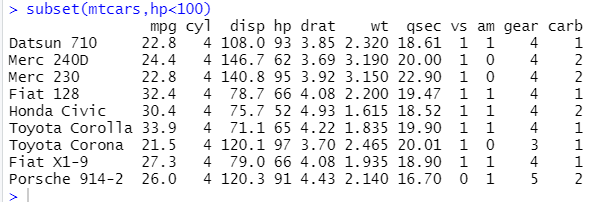 > subset(mtcars,hp<100)
               mpg cyl  disp hp drat    wt  qsec vs am gear carb
Datsun 710     22.8   4 108.0 93 3.85 2.320 18.61  1  1    4    1
Merc 240D      24.4   4 146.7 62 3.69 3.190 20.00  1  0    4    2
Merc 230       22.8   4 140.8 95 3.92 3.150 22.90  1  0    4    2
Fiat 128       32.4   4  78.7 66 4.08 2.200 19.47  1  1    4    1
Honda Civic    30.4   4  75.7 52 4.93 1.615 18.52  1  1    4    2
Toyota Corolla 33.9   4  71.1 65 4.22 1.835 19.90  1  1    4    1
Toyota Corona  21.5   4 120.1 97 3.70 2.465 20.01  1  0    3    1
Fiat X1-9      27.3   4  79.0 66 4.08 1.935 18.90  1  1    4    1
Porsche 914-2  26.0   4 120.3 91 4.43 2.140 16.70  0  1    5    2
>